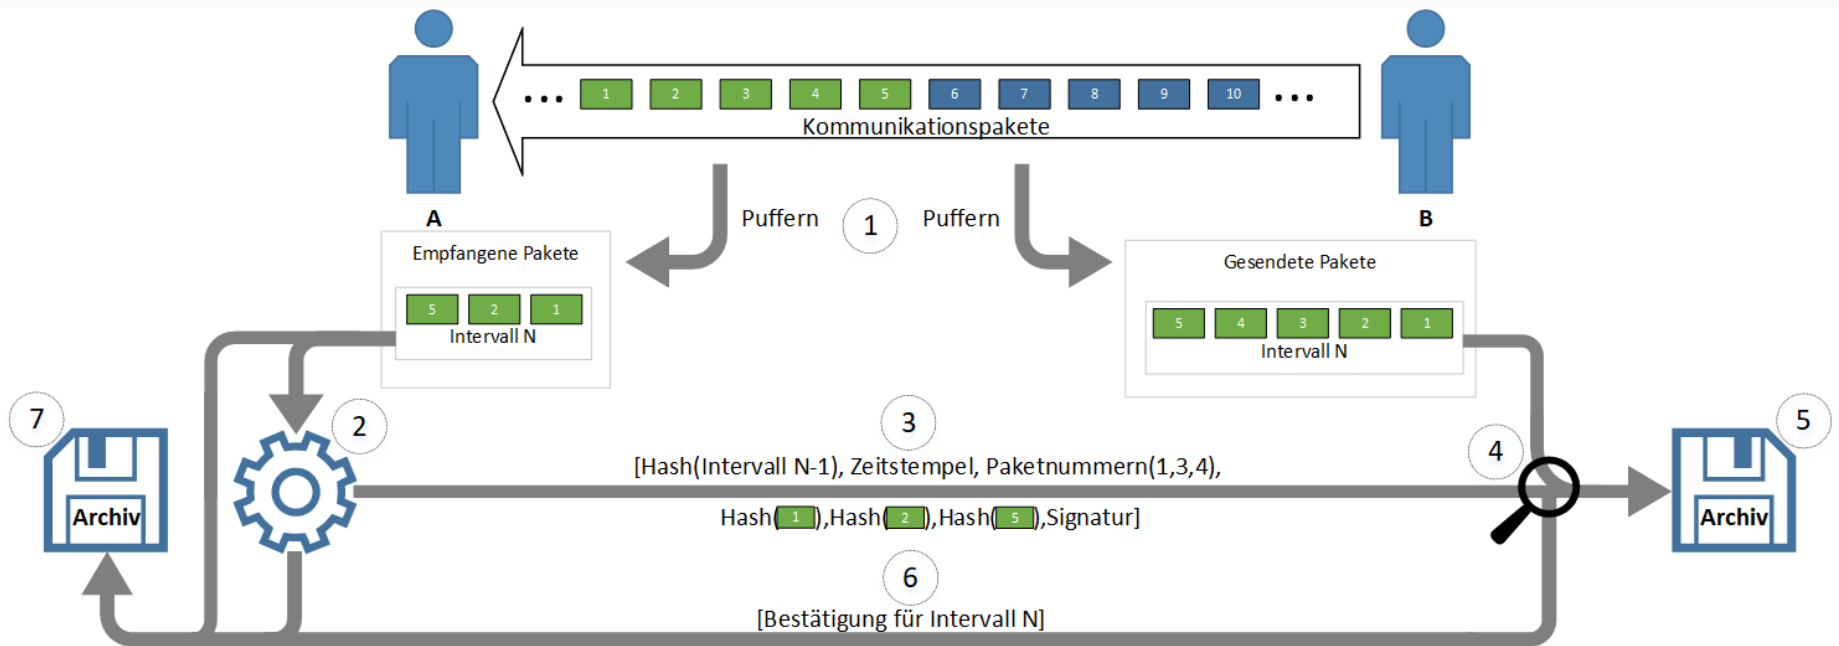 ... 1 2 3 4 5 6 7 8 9 10 ...
Kommunikationspakete
A
B
Puffern 1 Puffern
Empfangene Pakete
5 2 1
Intervall N
Gesendete Pakete
5 4 3 2 1
Intervall N
7
2
3
4
5
[Hash(Intervall N-1), Zeitstempel, Paketnummern(1,3,4),
Hash( 1 ),Hash( 2 ),Hash( 5 ),Signatur]
Archiv
Archiv
6
[Bestätigung für Intervall N]